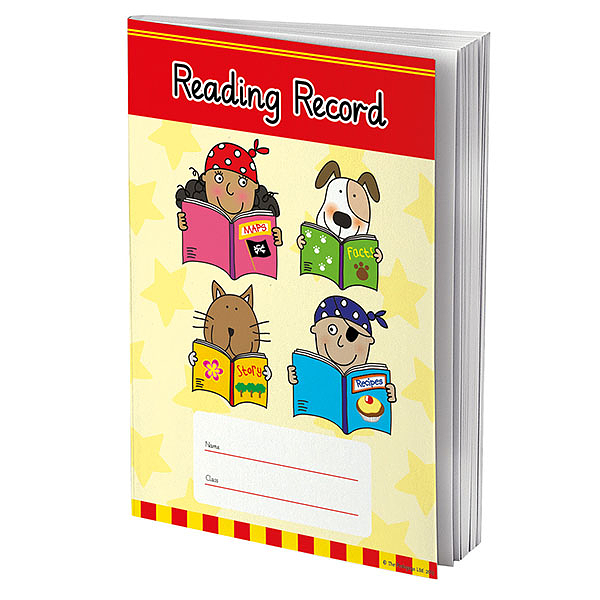 Reading Record
MAPS
Facts
Story
Recipes
Name
Class